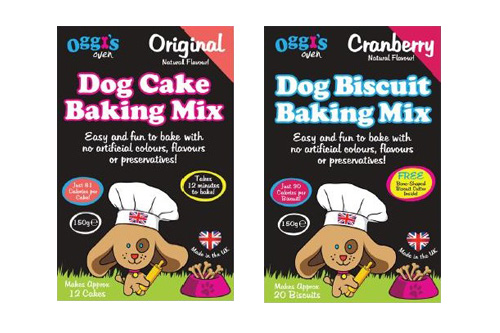 Oggi's
oven
Original
Natural Flavour!
Dog Cake
Baking Mix
Easy and fun to bake with
no artificial colours, flavours
or preservatives!
Just 81
Calories per
Cake!
Takes
12 minutes
to bake!
150g e
Made in the UK
Makes Approx
12 Cakes
Oggi's
oven
Cranberry
Natural Flavour!
Dog Biscuit
Baking Mix
Easy and fun to bake with
no artificial colours, flavours
or preservatives!
Just 30
Calories per
Biscuit!
FREE
Bone-Shaped
Biscuit Cutter
Inside!
150g e
Made in the UK
Makes Approx
20 Biscuits